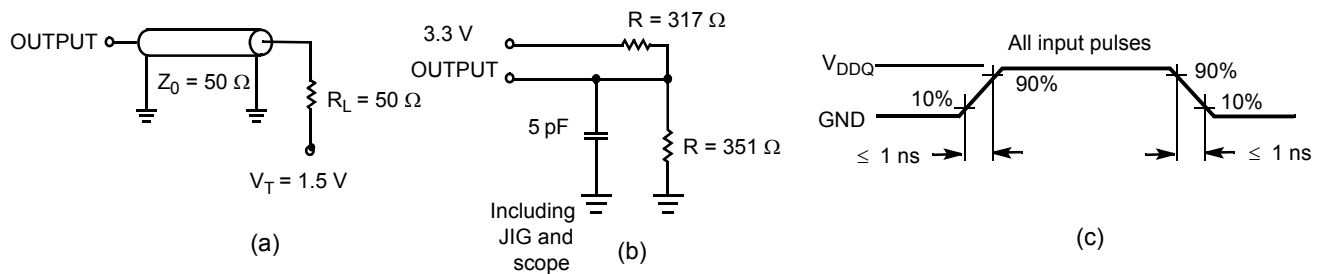 OUTPUT
Z0 = 50 Ω
RL = 50 Ω
VT = 1.5 V
(a)
3.3 V
R = 317 Ω
OUTPUT
5 pF
R = 351 Ω
Including
JIG and
scope
(b)
All input pulses
VDDQ
90%
90%
10%
10%
GND
≤ 1 ns
≤ 1 ns
(c)